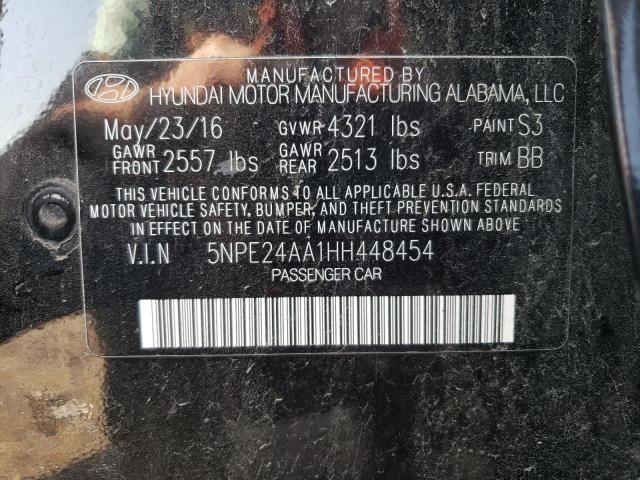 MANUFACTURED BY
HYUNDAI MOTOR MANUFACTURING ALABAMA, LLC
May/23/16 GVWR 4321 lbs PAINT S3
GAWR FRONT 2557 lbs GAWR REAR 2513 lbs TRIM BB
THIS VEHICLE CONFORMS TO ALL APPLICABLE U.S.A. FEDERAL
MOTOR VEHICLE SAFETY, BUMPER, AND THEFT PREVENTION STANDARDS
IN EFFECT ON THE DATE OF MANUFACTURE SHOWN ABOVE.
V.I.N 5NPE24AA1HH448454
PASSENGER CAR